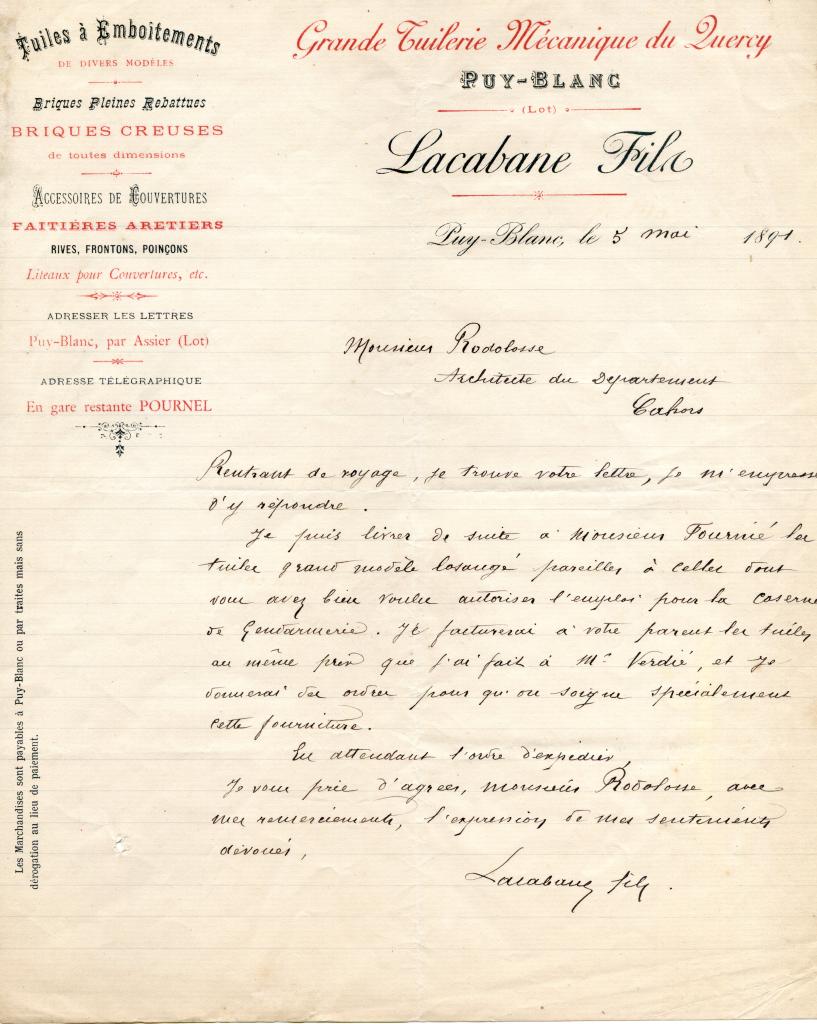 Tuiles à Emboitements
DE DIVERS MODÈLES
Briques Pleines Rebattues
BRIQUES CREUSES
de toutes dimensions
ACCESSOIRES DE COUVERTURES
FAITIÈRES ARETIERS
RIVES, FRONTONS, POINÇONS
Liteaux pour Couvertures, etc.
ADRESSER LES LETTRES
Puy-Blanc, par Assier (Lot)
ADRESSE TÉLÉGRAPHIQUE
En gare restante POURNEL
Grande Tuilerie Mécanique du Quercy
PUY-BLANC
(Lot)
Lacabane Fils
Puy-Blanc, le 5 mai 1891.
Monsieur Rodolosse
Architecte du Département
Cahors
Rentrant de voyage, je trouve votre lettre, je m'empresse
d'y répondre.
Je puis livrer de suite à Monsieur Fournié les
tuiles grand modèle losangé pareilles à celles dont
vous avez bien voulu autoriser l'emploi pour la caserne
de Gendarmerie. Je facturerai à votre parent les tuiles
au même prix que j'ai fait à Mr. Verdié, et je
donnerai des ordres pour qu'on soigne spécialement
cette fourniture.
En attendant l'ordre d'expédier,
Je vous prie d'agréer, monsieur Rodolosse, avec
mes remerciements, l'expression de mes sentiments
dévoués,
Lacabane fils.
Les Marchandises sont payables à Puy-Blanc ou par traites mais sans
dérogation au lieu de paiement.